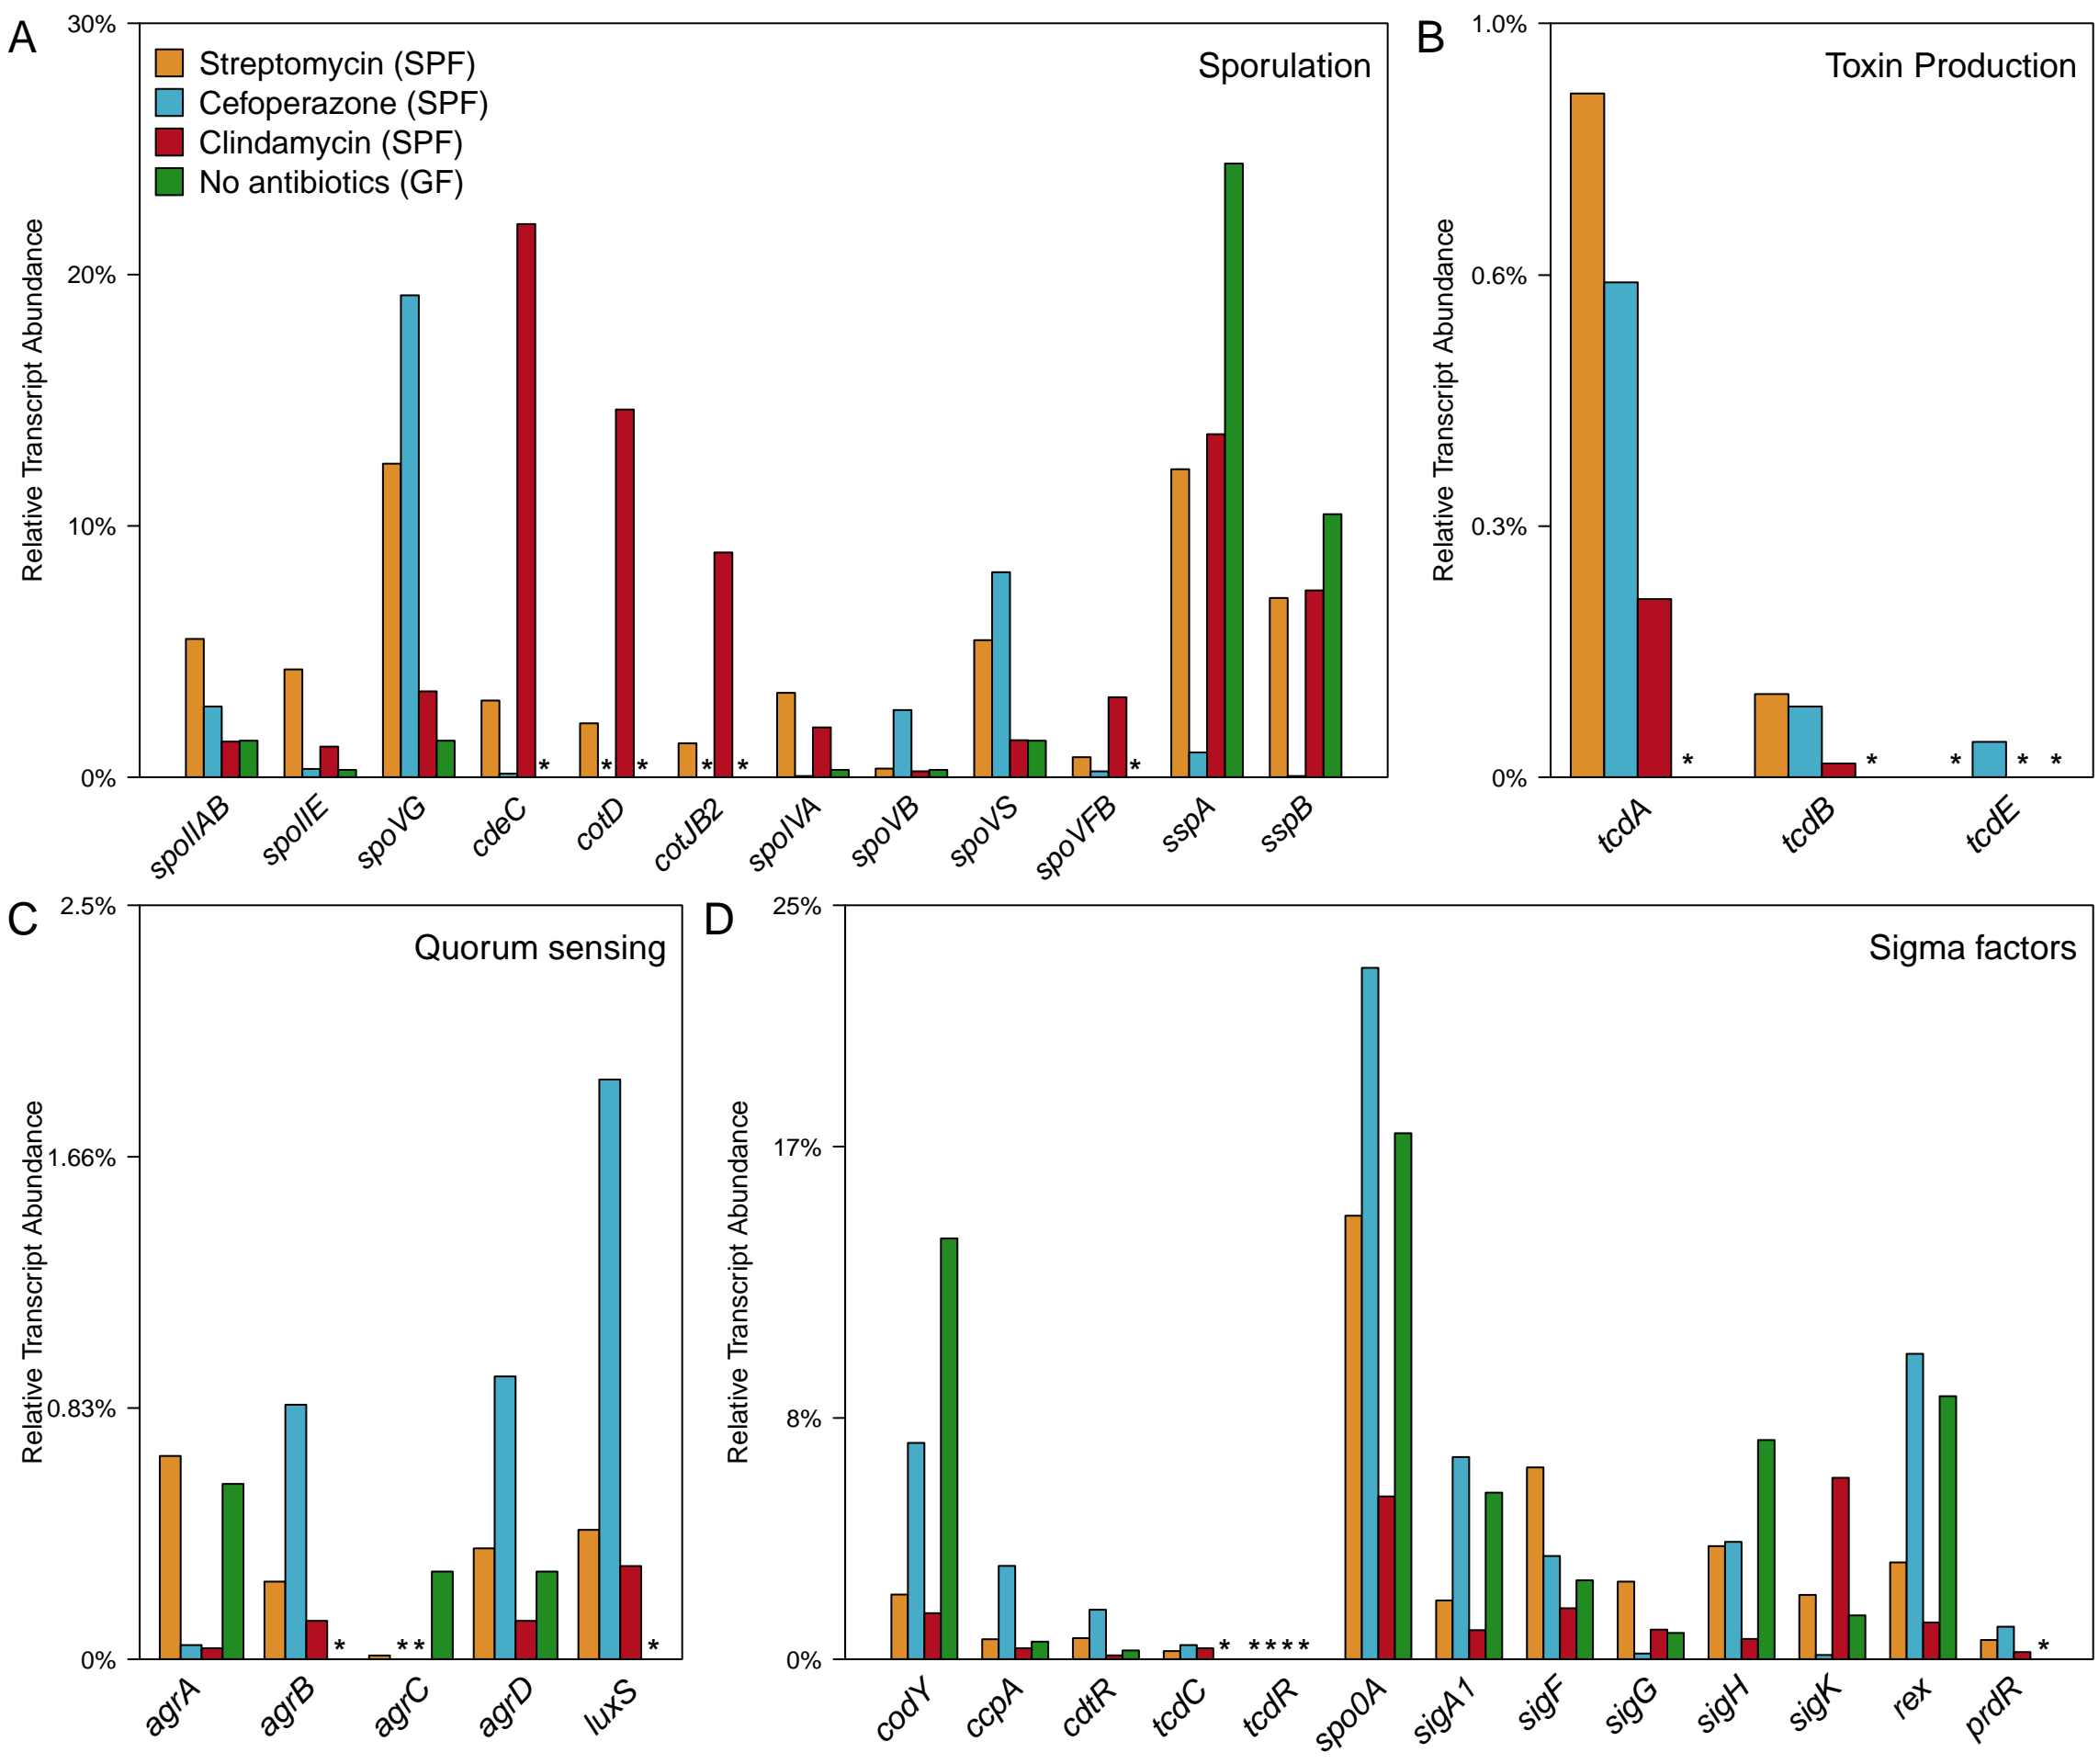 A
30%
20%
10%
0%
Relative Transcript Abundance
Streptomycin (SPF)
Cefoperazone (SPF)
Clindamycin (SPF)
No antibiotics (GF)
Sporulation
* * * * * *
spoIIAB spoIIE spoVG cdeC cotD cotJB2 spoIVA spoVB spoVS spoVFB sspA sspB
B
1.0%
0.6%
0.3%
0%
Relative Transcript Abundance
Toxin Production
* * * * *
tcdA tcdB tcdE
C
2.5%
1.66%
0.83%
0%
Relative Transcript Abundance
Quorum sensing
* * * *
agrA agrB agrC agrD luxS
D
25%
17%
8%
0%
Relative Transcript Abundance
Sigma factors
* * * * * *
codY ccpA cdtR tcdC tcdR spo0A sigA1 sigF sigG sigH sigK rex prdR